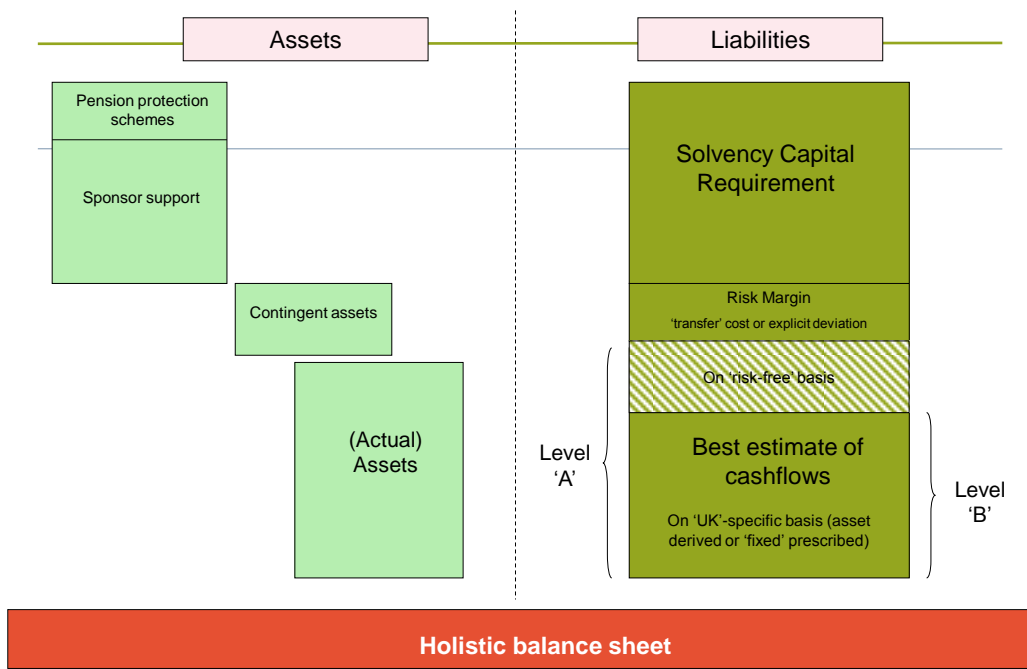 Assets
Liabilities
Pension protection
schemes
Sponsor support
Contingent assets
(Actual)
Assets
Solvency Capital
Requirement
Risk Margin
‘transfer’ cost or explicit deviation
On ‘risk-free’ basis
Level
‘A’
Best estimate of
cashflows
On ‘UK’-specific basis (asset
derived or ‘fixed’ prescribed)
Level
‘B’
Holistic balance sheet